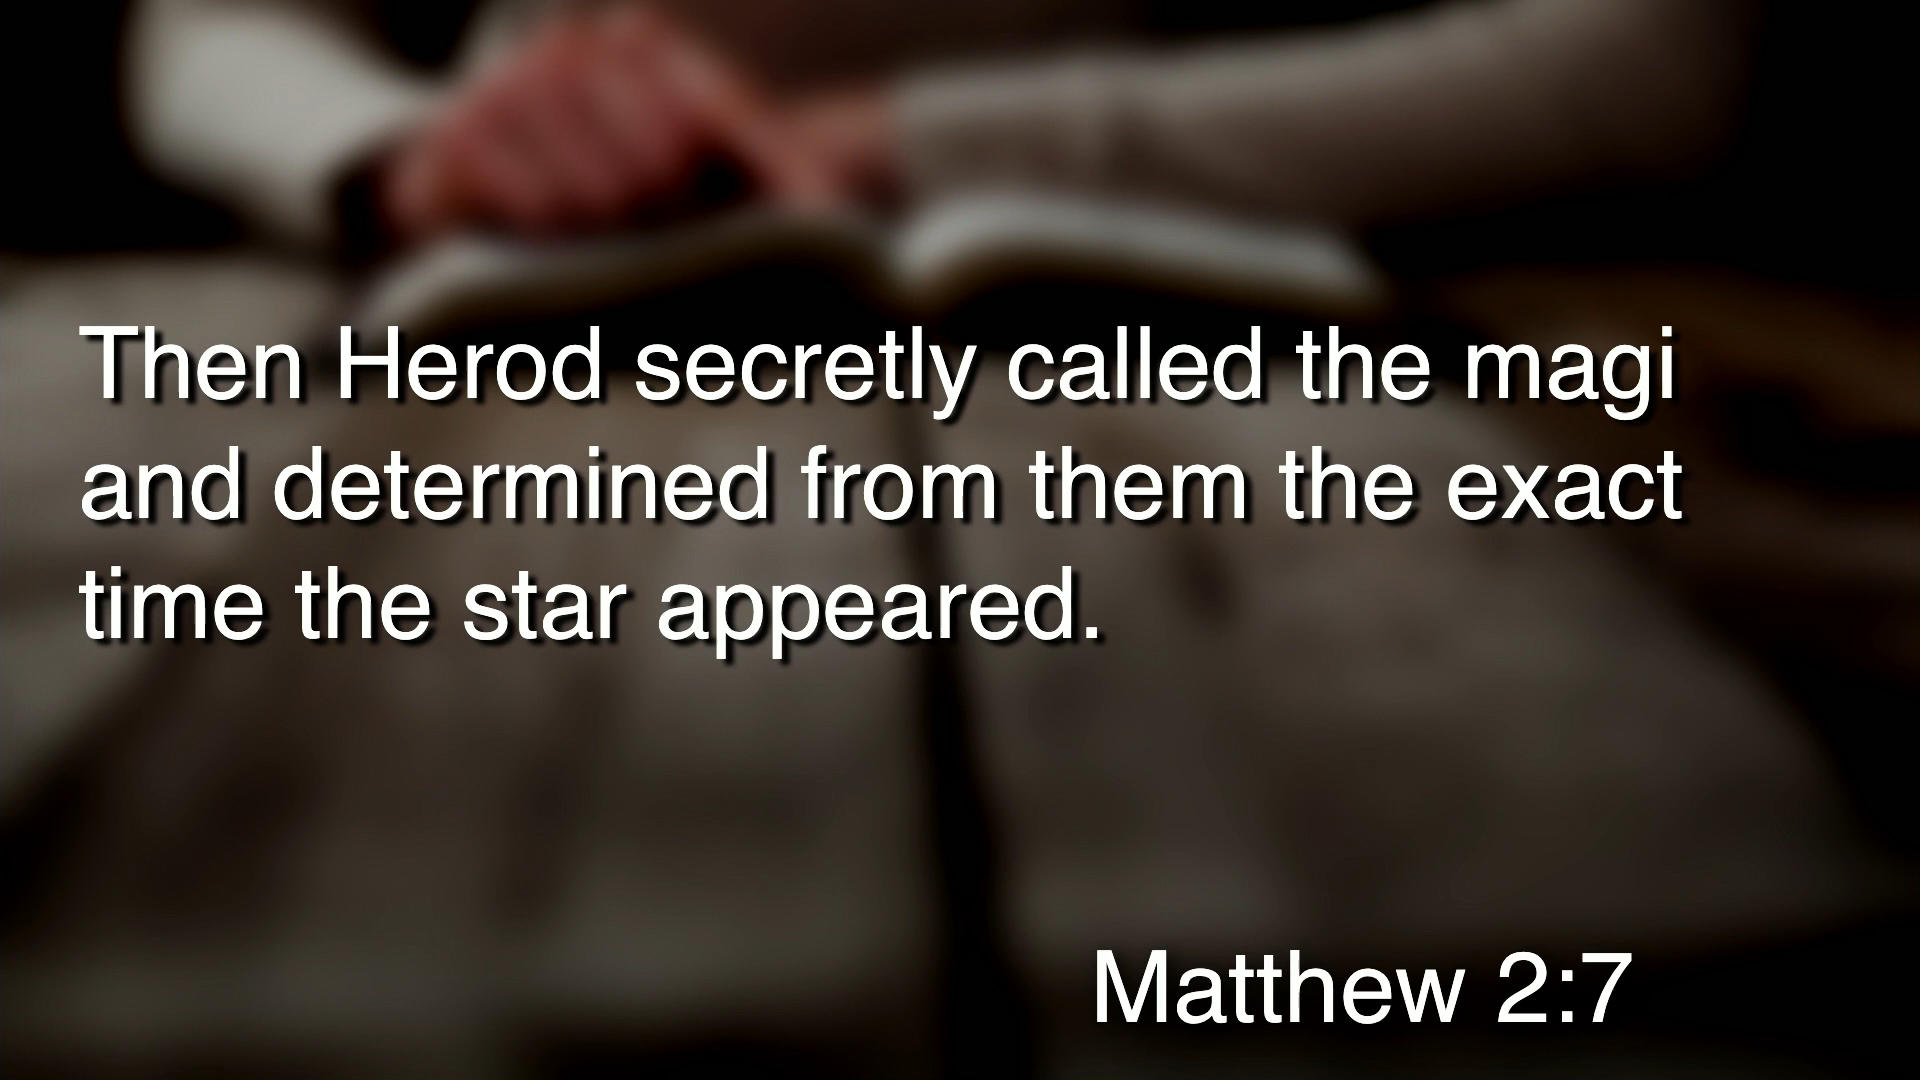 Then Herod secretly called the magi
and determined from them the exact
time the star appeared.
Matthew 2:7